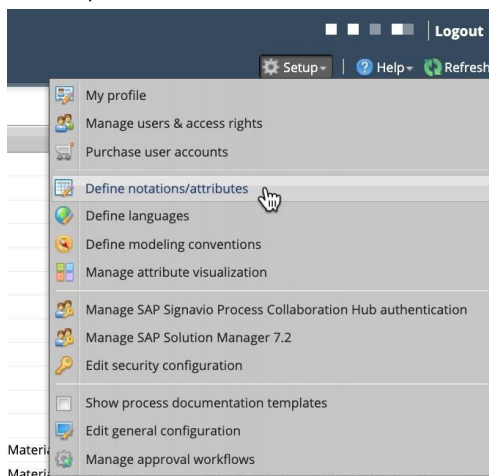 Logout
Setup Help Refresh
My profile
Manage users & access rights
Purchase user accounts
Define notations/attributes
Define languages
Define modeling conventions
Manage attribute visualization
Manage SAP Signavio Process Collaboration Hub authentication
Manage SAP Solution Manager 7.2
Edit security configuration
Show process documentation templates
Edit general configuration
Materia
Manage approval workflows
Materia